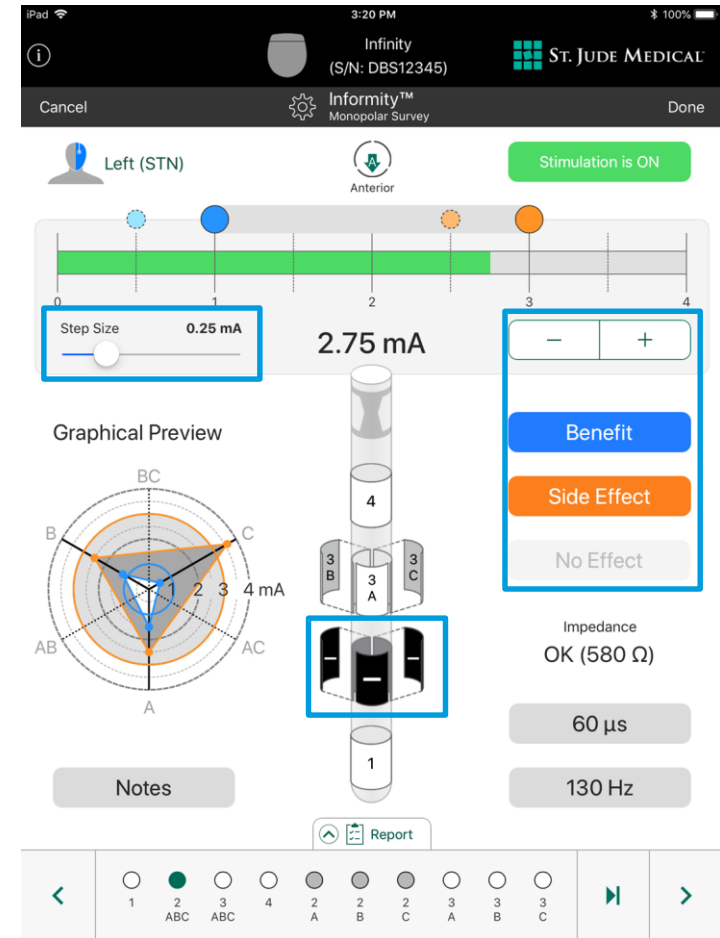 iPad 3:20 PM 100%
Infinity
(S/N: DBS12345)
ST. JUDE MEDICAL
Cancel
Informity™
Monopolar Survey
Done
Left (STN)
A
Anterior
Stimulation is ON
0 1 2 3 4
Step Size 0.25 mA
2.75 mA
− +
Graphical Preview
Benefit
Side Effect
No Effect
BC
B
C
1 2 3 4 mA
AB
AC
A
4
3
B
3
A
3
C
1
Impedance
OK (580 Ω)
60 µs
130 Hz
Notes
Report
1
2
ABC
3
ABC
4
2
A
2
B
2
C
3
A
3
B
3
C